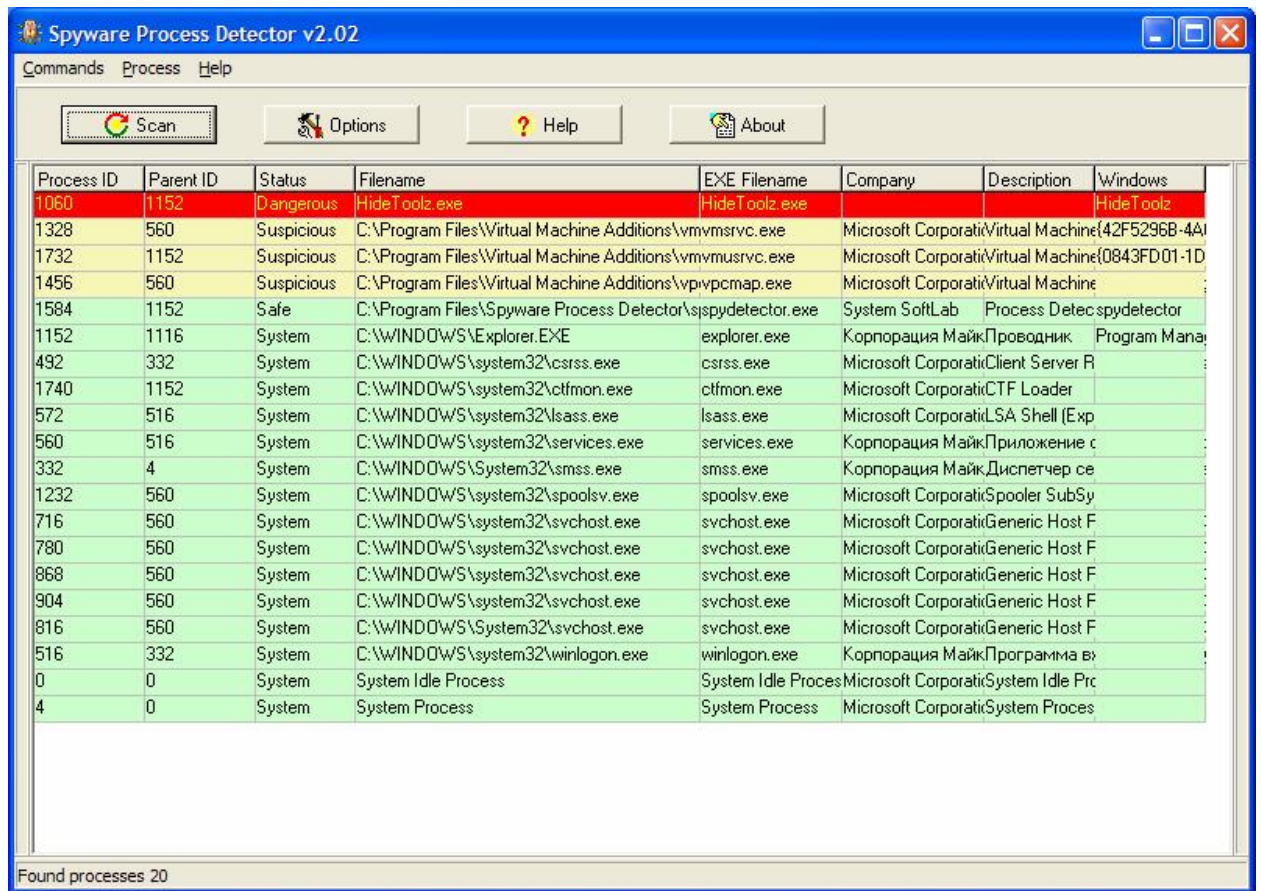 Spyware Process Detector v2.02
Commands Process Help
Scan Options ? Help About
Process ID Parent ID Status Filename EXE Filename Company Description Windows
1060 1152 Dangerous HideToolz.exe HideToolz.exe HideToolz
1328 560 Suspicious C:\Program Files\Virtual Machine Additions\vm vmsrvc.exe Microsoft Corporati Virtual Machine {42F5296B-4A
1732 1152 Suspicious C:\Program Files\Virtual Machine Additions\vm vmusrvc.exe Microsoft Corporati Virtual Machine {0843FD01-1D
1456 560 Suspicious C:\Program Files\Virtual Machine Additions\vp vpcmap.exe Microsoft Corporati Virtual Machine
1584 1152 Safe C:\Program Files\Spyware Process Detector\s spydetector.exe System SoftLab Process Detec spydetector
1152 1116 System C:\WINDOWS\Explorer.EXE explorer.exe Корпорация Майк Проводник Program Mana
492 332 System C:\WINDOWS\system32\csrss.exe csrss.exe Microsoft Corporati Client Server R
1740 1152 System C:\WINDOWS\system32\ctfmon.exe ctfmon.exe Microsoft Corporati CTF Loader
572 516 System C:\WINDOWS\system32\lsass.exe lsass.exe Microsoft Corporati LSA Shell (Exp
560 516 System C:\WINDOWS\system32\services.exe services.exe Корпорация Майк Приложение с
332 4 System C:\WINDOWS\System32\smss.exe smss.exe Корпорация Майк Диспетчер се
1232 560 System C:\WINDOWS\system32\spoolsv.exe spoolsv.exe Microsoft Corporati Spooler SubSy
716 560 System C:\WINDOWS\system32\svchost.exe svchost.exe Microsoft Corporati Generic Host F
780 560 System C:\WINDOWS\system32\svchost.exe svchost.exe Microsoft Corporati Generic Host F
868 560 System C:\WINDOWS\system32\svchost.exe svchost.exe Microsoft Corporati Generic Host F
904 560 System C:\WINDOWS\system32\svchost.exe svchost.exe Microsoft Corporati Generic Host F
816 560 System C:\WINDOWS\System32\svchost.exe svchost.exe Microsoft Corporati Generic Host F
516 332 System C:\WINDOWS\system32\winlogon.exe winlogon.exe Корпорация Майк Программа вх
0 0 System System Idle Process System Idle Proces Microsoft Corporati System Idle Prc
4 0 System System Process System Process Microsoft Corporati System Proces
Found processes 20